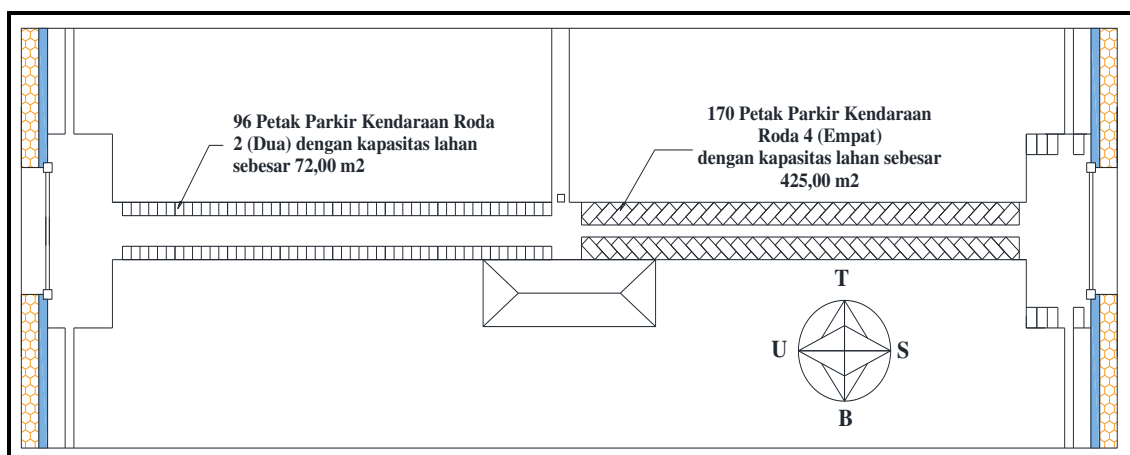 96 Petak Parkir Kendaraan Roda
2 (Dua) dengan kapasitas lahan
sebesar 72,00 m2
170 Petak Parkir Kendaraan
Roda 4 (Empat)
dengan kapasitas lahan sebesar
425,00 m2
T
U
S
B